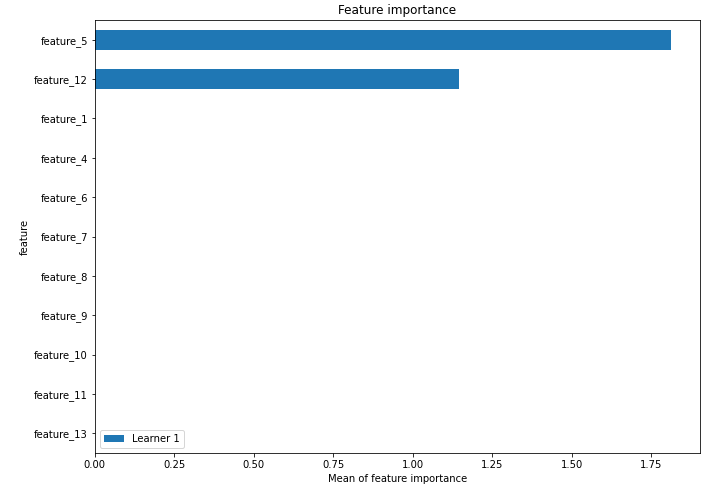 Feature importance
feature_5
feature_12
feature_1
feature_4
feature_6
feature_7
feature_8
feature_9
feature_10
feature_11
feature_13
feature
Learner 1
0.00 0.25 0.50 0.75 1.00 1.25 1.50 1.75
Mean of feature importance